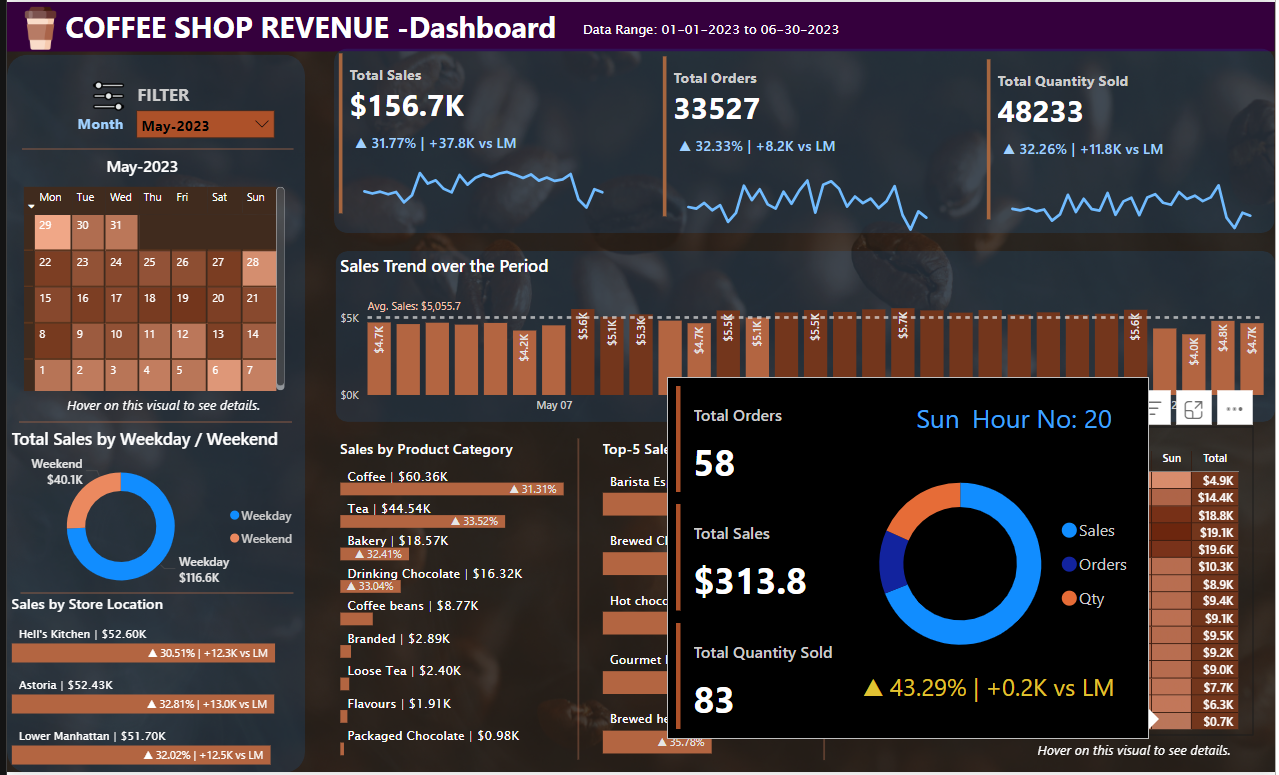 COFFEE SHOP REVENUE -Dashboard
Data Range: 01-01-2023 to 06-30-2023
FILTER
Month
May-2023
May-2023
Mon Tue Wed Thu Fri Sat Sun
29 30 31
22 23 24 25 26 27 28
15 16 17 18 19 20 21
8 9 10 11 12 13 14
1 2 3 4 5 6 7
Hover on this visual to see details.
Total Sales by Weekday / Weekend
Weekend
$40.1K
Weekday
Weekend
Weekday
$116.6K
Sales by Store Location
Hell's Kitchen | $52.60K
▲ 30.51% | +12.3K vs LM
Astoria | $52.43K
▲ 32.81% | +13.0K vs LM
Lower Manhattan | $51.70K
▲ 32.02% | +12.5K vs LM
Total Sales
$156.7K
▲ 31.77% | +37.8K vs LM
Total Orders
33527
▲ 32.33% | +8.2K vs LM
Total Quantity Sold
48233
▲ 32.26% | +11.8K vs LM
Sales Trend over the Period
Avg. Sales: $5,055.7
$5K
$0K
$4.7K
$4.2K
$5.6K
$5.1K
$5.3K
$4.7K
$5.5K
$5.1K
$5.5K
$5.7K
$5.6K
$4.0K
$4.8K
$4.7K
May 07
Sales by Product Category
Coffee | $60.36K
▲ 31.31%
Tea | $44.54K
▲ 33.52%
Bakery | $18.57K
▲ 32.41%
Drinking Chocolate | $16.32K
▲ 33.04%
Coffee beans | $8.77K
Branded | $2.89K
Loose Tea | $2.40K
Flavours | $1.91K
Packaged Chocolate | $0.98K
Top-5 Sale
Barista Es
Brewed Cl
Hot choco
Gourmet
Brewed he
▲ 35.78%
Total Orders
58
Total Sales
$313.8
Total Quantity Sold
83
Sun Hour No: 20
Sales
Orders
Qty
▲ 43.29% | +0.2K vs LM
Sun Total
$4.9K
$14.4K
$18.8K
$19.1K
$19.6K
$10.3K
$8.9K
$9.4K
$9.1K
$9.5K
$9.2K
$9.0K
$7.7K
$6.3K
$0.7K
Hover on this visual to see details.